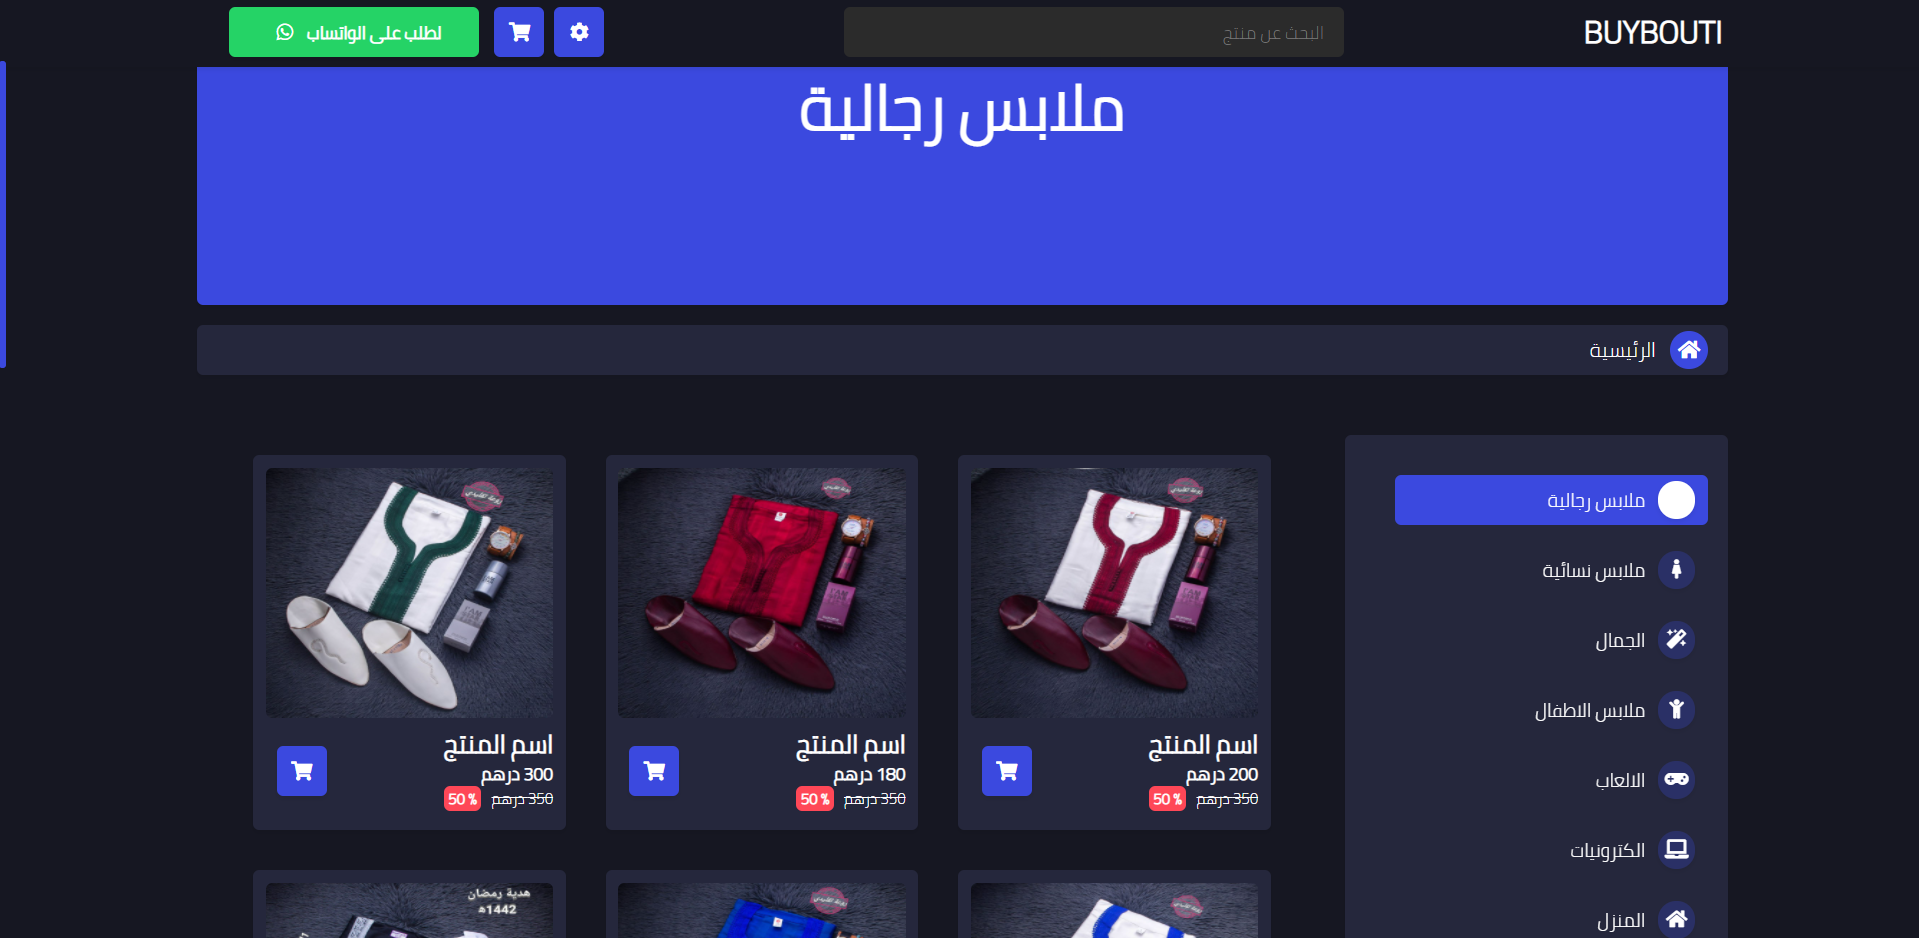 BUYBOUTI
البحث عن منتج
لطلب على الواتساب
ملابس رجالية
الرئيسية
ملابس رجالية
ملابس نسائية
الجمال
ملابس الاطفال
الالعاب
الكترونيات
المنزل
اسم المنتج
200 درهم
350 درهم
50 %
اسم المنتج
180 درهم
350 درهم
50 %
اسم المنتج
300 درهم
350 درهم
50 %
هدية رمضان
1442هـ